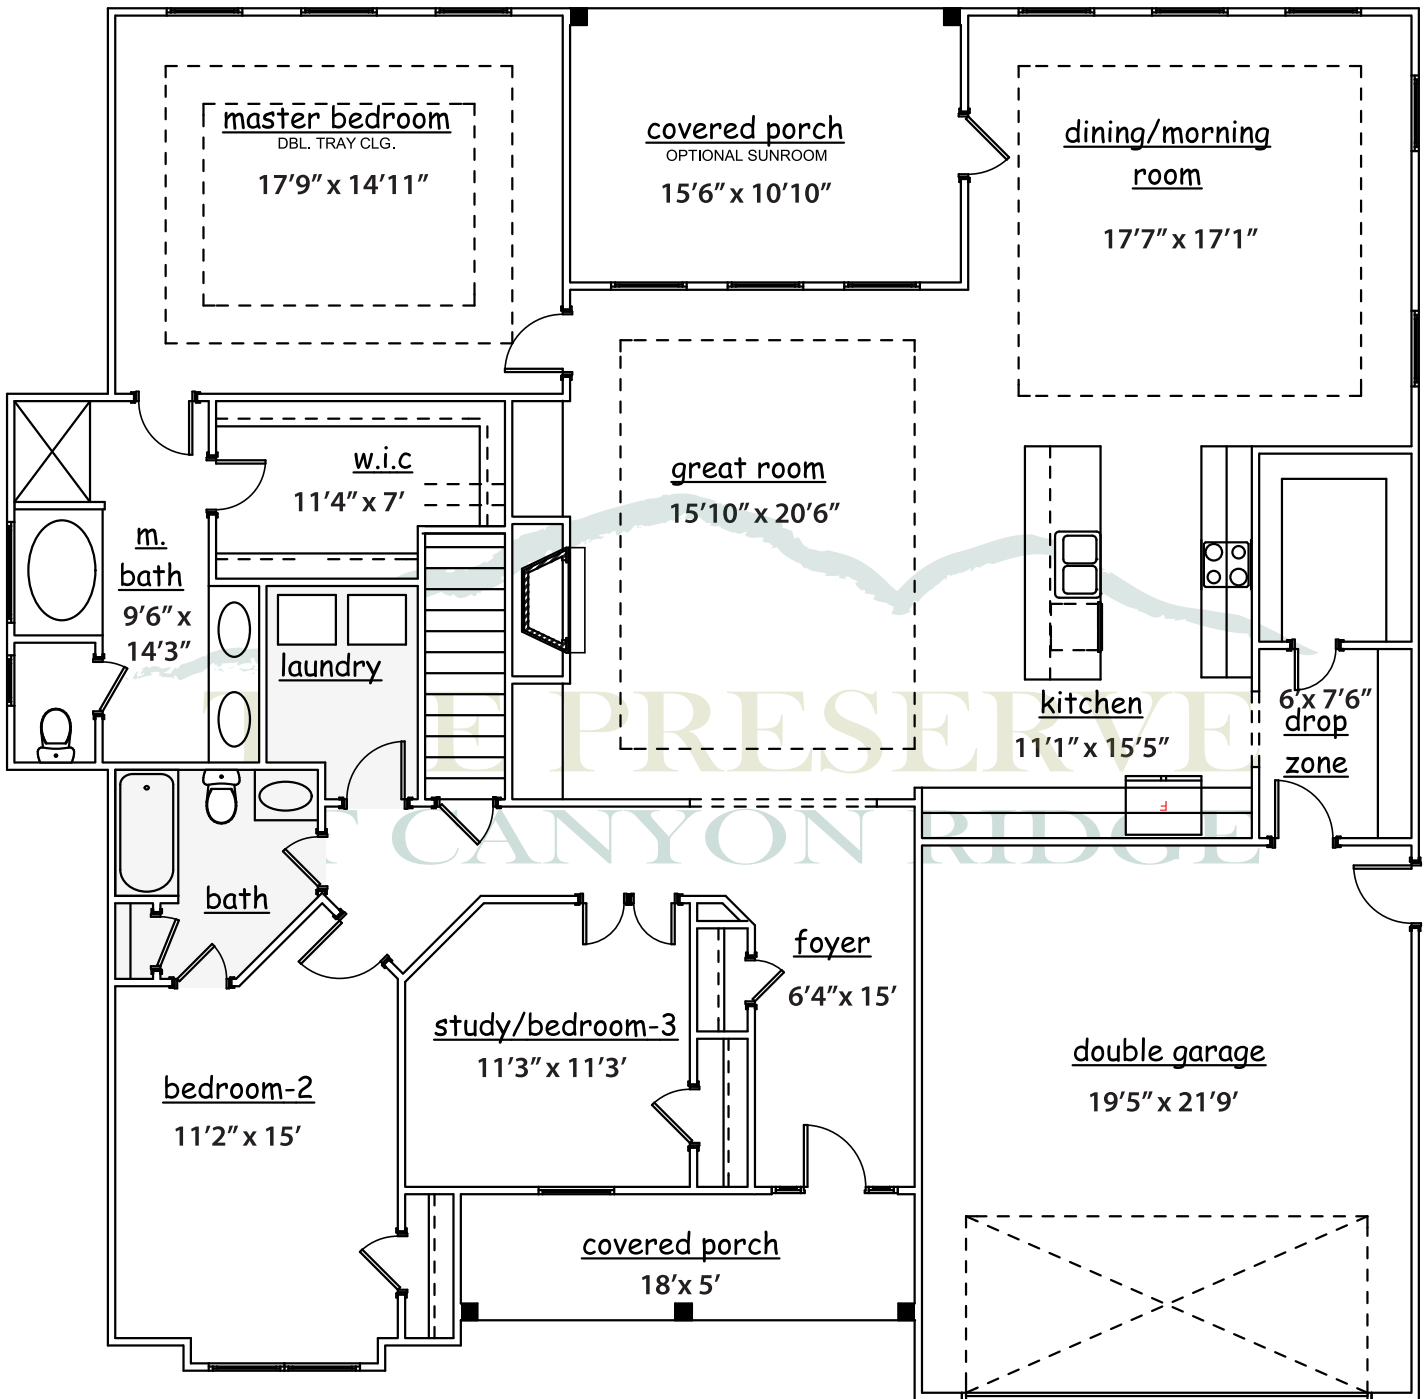 master bedroom
DBL. TRAY CLG.
17'9" x 14'11"
covered porch
OPTIONAL SUNROOM
15'6" x 10'10"
dining/morning
room
17'7" x 17'1"
w.i.c
11'4" x 7'
great room
15'10" x 20'6"
m.
bath
9'6" x
14'3"
laundry
kitchen
11'1" x 15'5"
6'x 7'6"
drop
zone
F
THE PRESERVE
AT CANYON RIDGE
bath
foyer
6'4" x 15'
study/bedroom-3
11'3" x 11'3'
double garage
19'5" x 21'9'
bedroom-2
11'2" x 15'
covered porch
18'x 5'